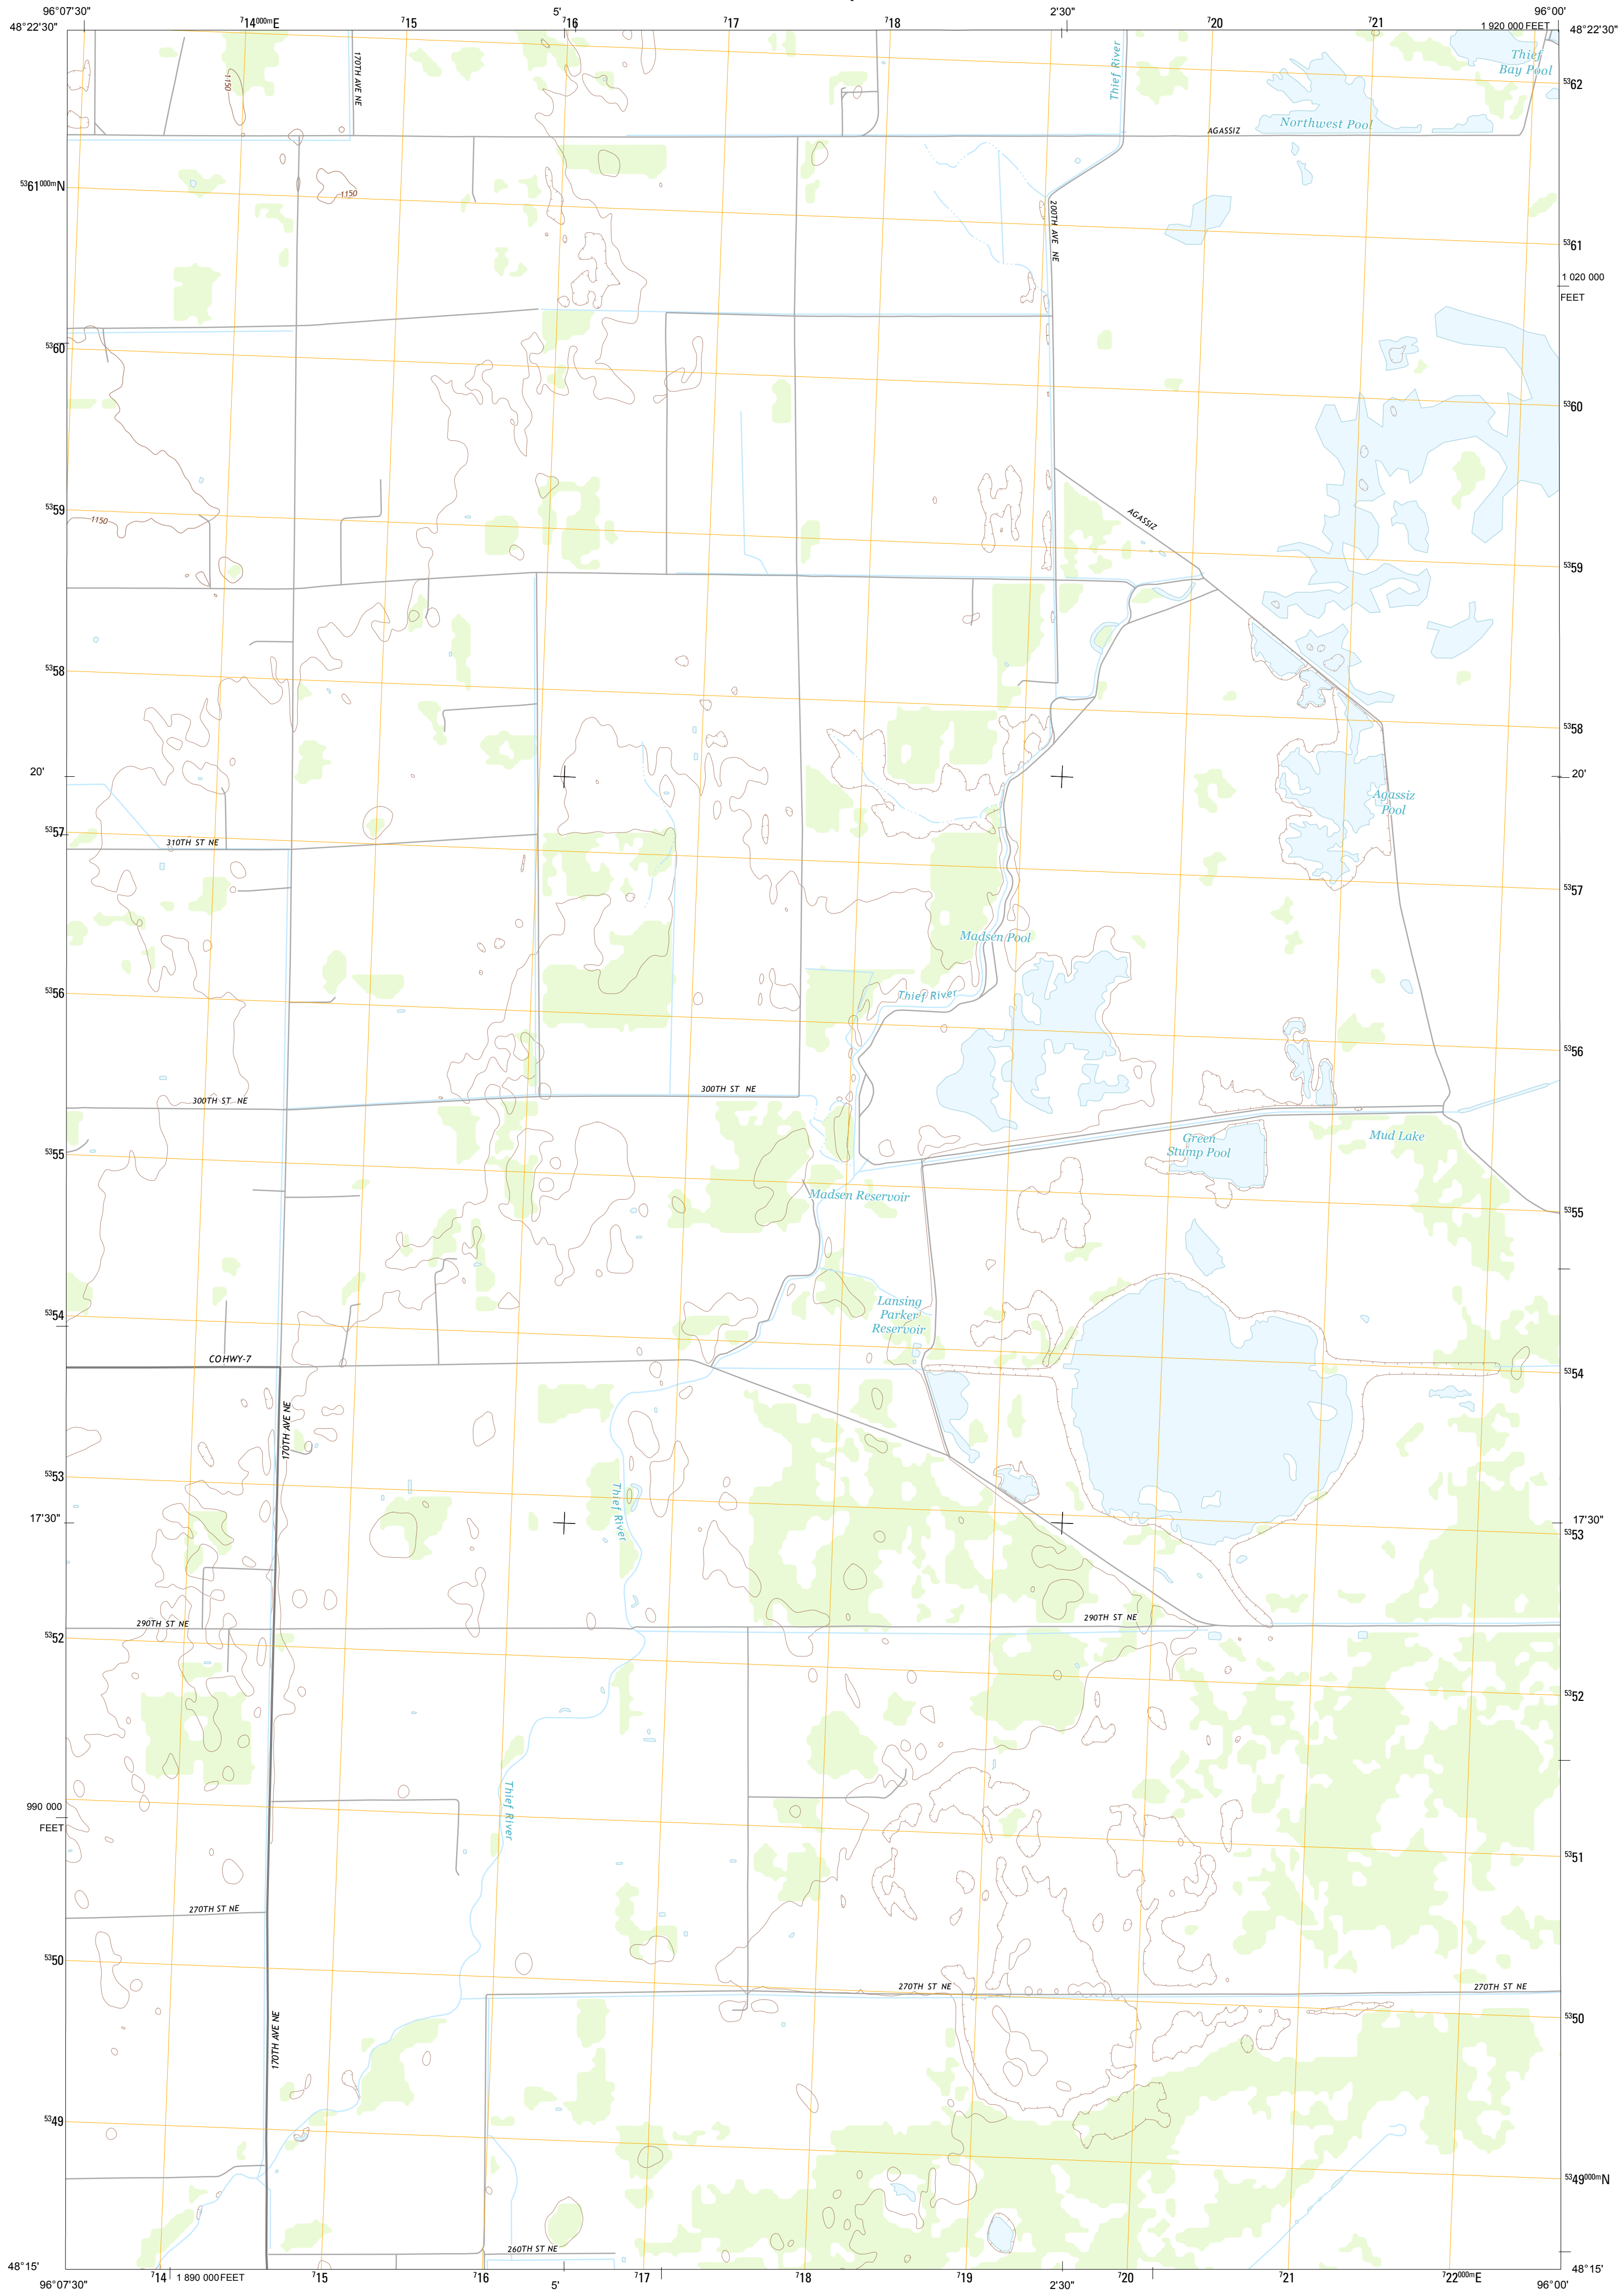 96°07'30"
714000mE
715
5'
716
717
718
2'30"
720
721
1 920 000 FEET
96°00'
48°22'30"
48°22'30"
Thief
Bay Pool
5362
Thief River
170TH AVE NE
1150
Northwest Pool
AGASSIZ
5361000mN
1150
200TH AVE NE
5361
1 020 000
FEET
5360
5360
5359
1150
AGASSIZ
5359
5358
5358
20'
20'
Agassiz
Pool
5357
310TH ST NE
5357
Madsen Pool
5356
Thief River
5356
300TH ST NE
300TH ST NE
Green
Stump Pool
Mud Lake
5355
Madsen Reservoir
5355
Lansing
Parker
Reservoir
5354
COHWY-7
5354
170TH AVE NE
5353
Thief River
17'30"
17'30"
5353
290TH ST NE
290TH ST NE
5352
5352
Thief River
990 000
FEET
5351
270TH ST NE
5350
270TH ST NE
270TH ST NE
5350
170TH AVE NE
5349
5349000mN
260TH ST NE
48°15'
48°15'
714
1 890 000 FEET
715
716
717
718
719
720
721
722000mE
96°07'30"
5'
2'30"
96°00'